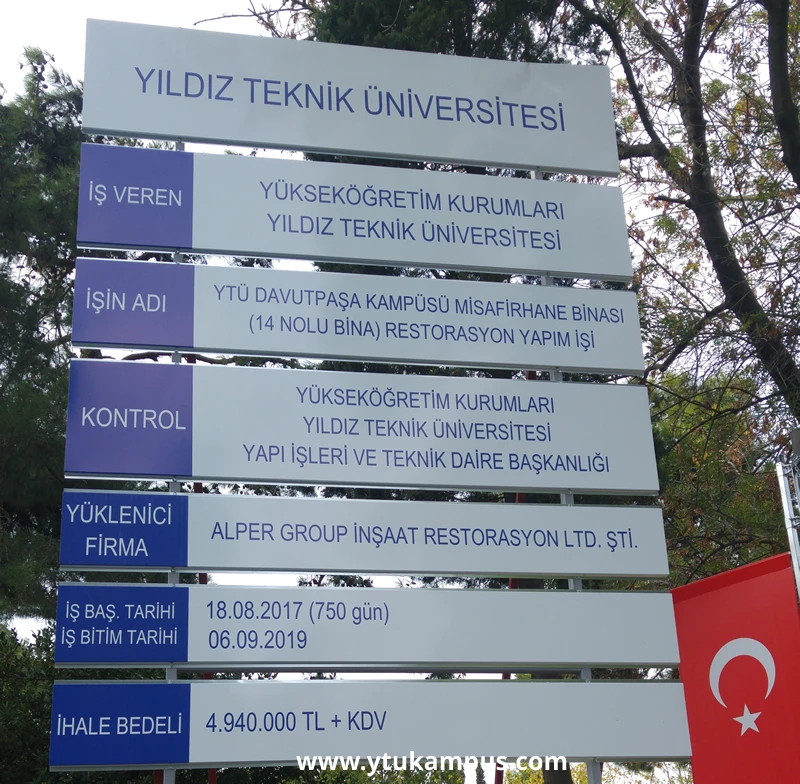 YILDIZ TEKNİK ÜNİVERSİTESİ
İŞ VEREN
YÜKSEKÖĞRETİM KURUMLARI
YILDIZ TEKNİK ÜNİVERSİTESİ
İŞİN ADI
YTÜ DAVUTPAŞA KAMPÜSÜ MİSAFİRHANE BİNASI
(14 NOLU BİNA) RESTORASYON YAPIM İŞİ
KONTROL
YÜKSEKÖĞRETİM KURUMLARI
YILDIZ TEKNİK ÜNİVERSİTESİ
YAPI İŞLERİ VE TEKNİK DAİRE BAŞKANLIĞI
YÜKLENİCİ
FİRMA
ALPER GROUP İNŞAAT RESTORASYON LTD. ŞTİ.
İŞ BAŞ. TARİHİ 18.08.2017 (750 gün)
İŞ BİTİM TARİHİ 06.09.2019
İHALE BEDELİ 4.940.000 TL + KDV
www.ytukampus.com